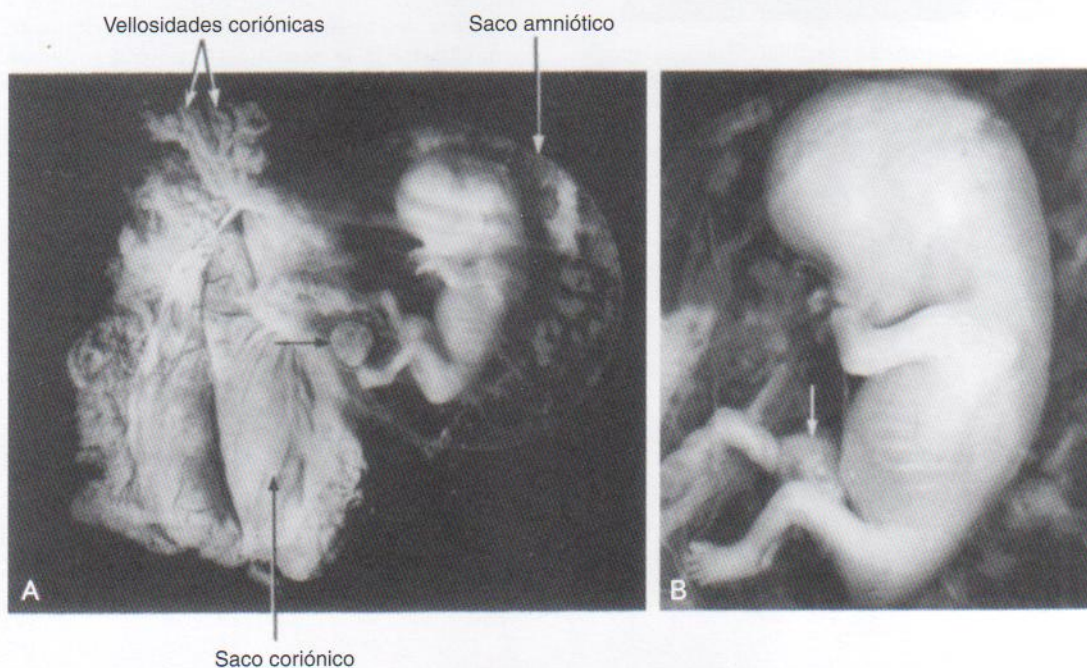 Vellosidades coriónicas
Saco amniótico
A
B
Saco coriónico